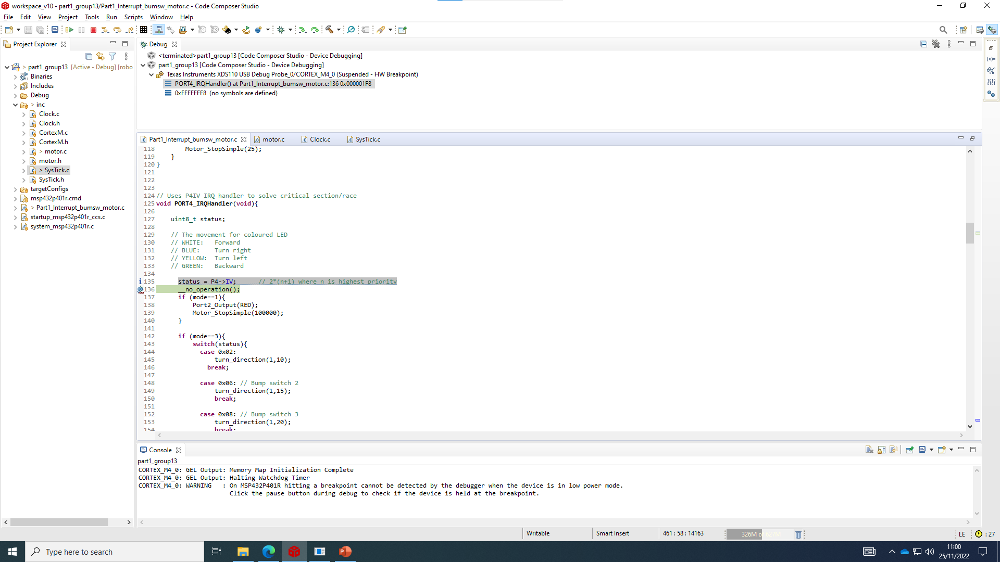 workspace_v10 - part1_group13/Part1_Interrupt_bumsw_motor.c - Code Composer Studio
File Edit View Project Tools Run Scripts Window Help
Project Explorer
part1_group13 [Active - Debug] [robo
Binaries
Includes
Debug
> inc
Clock.c
Clock.h
CortexM.c
CortexM.h
> motor.c
motor.h
> SysTick.c
SysTick.h
targetConfigs
msp432p401r.cmd
> Part1_Interrupt_bumsw_motor.c
startup_msp432p401r_ccs.c
system_msp432p401r.c
Debug
<terminated>part1_group13 [Code Composer Studio - Device Debugging]
part1_group13 [Code Composer Studio - Device Debugging]
Texas Instruments XDS110 USB Debug Probe_0/CORTEX_M4_0 (Suspended - HW Breakpoint)
PORT4_IRQHandler() at Part1_Interrupt_bumsw_motor.c:136 0x000001F8
0xFFFFFFF8 (no symbols are defined)
Part1_Interrupt_bumsw_motor.c motor.c Clock.c SysTick.c
118 Motor_StopSimple(25);
119 }
120 }
121
122
123
124 // Uses P4IV IRQ handler to solve critical section/race
125 void PORT4_IRQHandler(void){
126
127 uint8_t status;
128
129 // The movement for coloured LED
130 // WHITE: Forward
131 // BLUE: Turn right
132 // YELLOW: Turn left
133 // GREEN: Backward
134
135 status = P4->IV; // 2*(n+1) where n is highest priority
136 __no_operation();
137 if (mode==1){
138 Port2_Output(RED);
139 Motor_StopSimple(100000);
140 }
141
142 if (mode==3){
143 switch(status){
144 case 0x02:
145 turn_direction(1,10);
146 break;
147
148 case 0x06: // Bump switch 2
149 turn_direction(1,15);
150 break;
151
152 case 0x08: // Bump switch 3
153 turn_direction(1,20);
154 break;
Console
part1_group13
CORTEX_M4_0: GEL Output: Memory Map Initialization Complete
CORTEX_M4_0: GEL Output: Halting Watchdog Timer
CORTEX_M4_0: WARNING : On MSP432P401R hitting a breakpoint cannot be detected by the debugger when the device is in low power mode.
Click the pause button during debug to check if the device is held at the breakpoint.
Writable Smart Insert 461 : 58 : 14163 326M of 627M LE : 27
Type here to search
11:00
25/11/2022